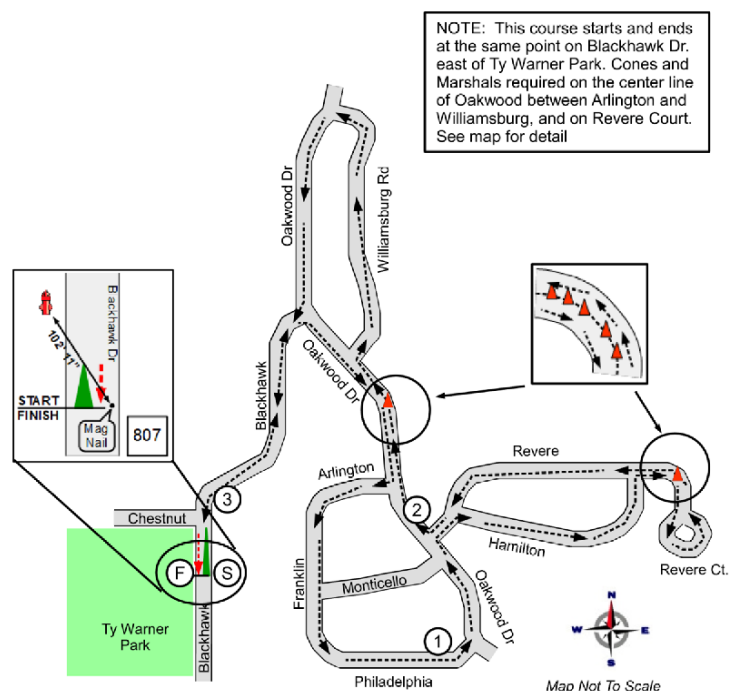 NOTE: This course starts and ends
at the same point on Blackhawk Dr.
east of Ty Warner Park. Cones and
Marshals required on the center line
of Oakwood between Arlington and
Williamsburg, and on Revere Court.
See map for detail
Oakwood Dr
Williamsburg Rd
Blackhawk Dr
102' 11"
START
FINISH
Mag
Nail
807
Blackhawk
Oakwood Dr
Arlington
Revere
3
2
Chestnut
Hamilton
Revere Ct.
F
S
Franklin
Monticello
Oakwood Dr
Ty Warner
Park
Blackhawk
1
Philadelphia
N
W
E
S
Map Not To Scale